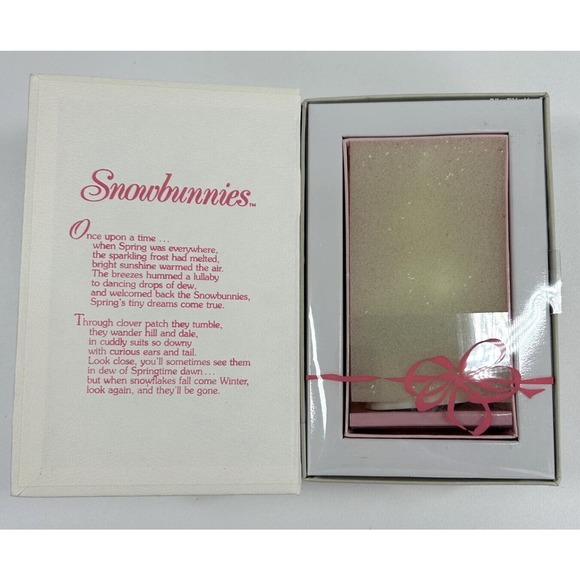 Snowbunnies™
Once upon a time ...
when Spring was everywhere,
the sparkling frost had melted,
bright sunshine warmed the air.
The breezes hummed a lullaby
to dancing drops of dew,
and welcomed back the Snowbunnies,
Spring's tiny dreams come true.
Through clover patch they tumble,
they wander hill and dale,
in cuddly suits so downy
with curious ears and tail.
Look close, you'll sometimes see them
in dew of Springtime dawn...
but when snowflakes fall come Winter,
look again, and they'll be gone.